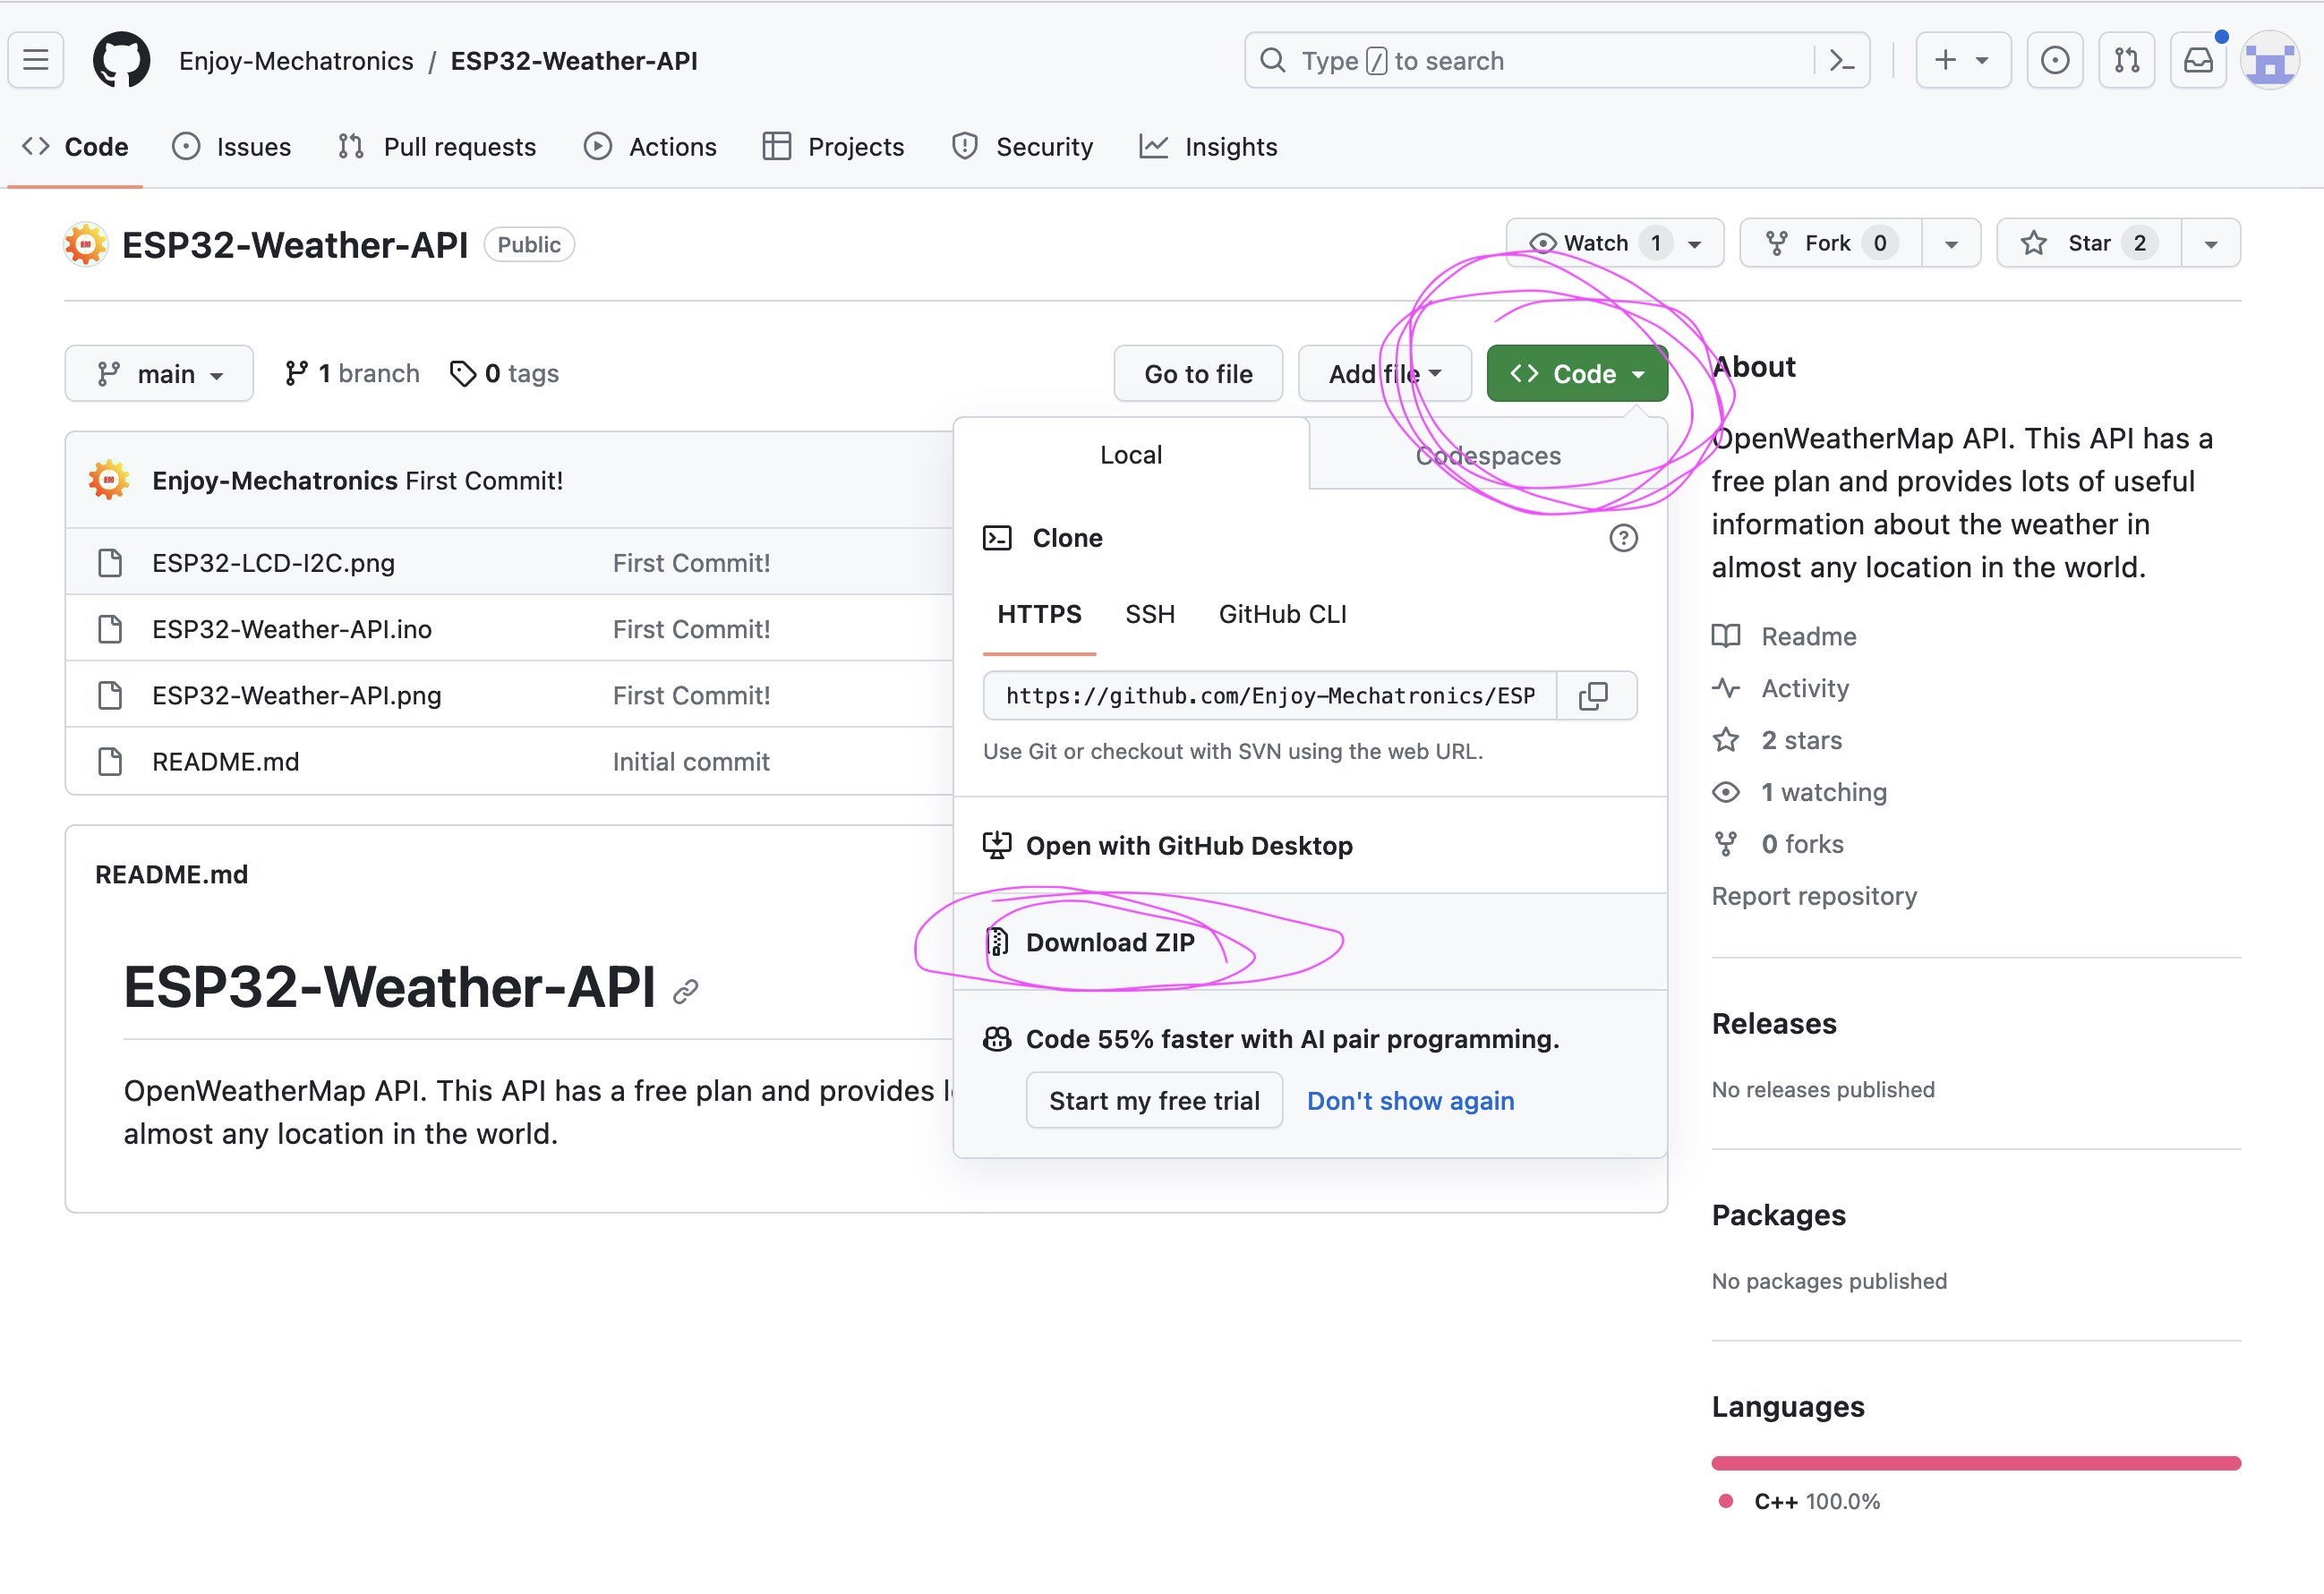 Enjoy-Mechatronics / ESP32-Weather-API
Type / to search
Code Issues Pull requests Actions Projects Security Insights
ESP32-Weather-API Public
Watch 1 Fork 0 Star 2
main 1 branch 0 tags
Go to file Add file Code
Enjoy-Mechatronics First Commit!
ESP32-LCD-I2C.png First Commit!
ESP32-Weather-API.ino First Commit!
ESP32-Weather-API.png First Commit!
README.md Initial commit
Local Codespaces
Clone
HTTPS SSH GitHub CLI
https://github.com/Enjoy-Mechatronics/ESP
Use Git or checkout with SVN using the web URL.
Open with GitHub Desktop
Download ZIP
Code 55% faster with AI pair programming.
Start my free trial Don't show again
README.md
ESP32-Weather-API
OpenWeatherMap API. This API has a free plan and provides
almost any location in the world.
About
OpenWeatherMap API. This API has a
free plan and provides lots of useful
information about the weather in
almost any location in the world.
Readme
Activity
2 stars
1 watching
0 forks
Report repository
Releases
No releases published
Packages
No packages published
Languages
C++ 100.0%